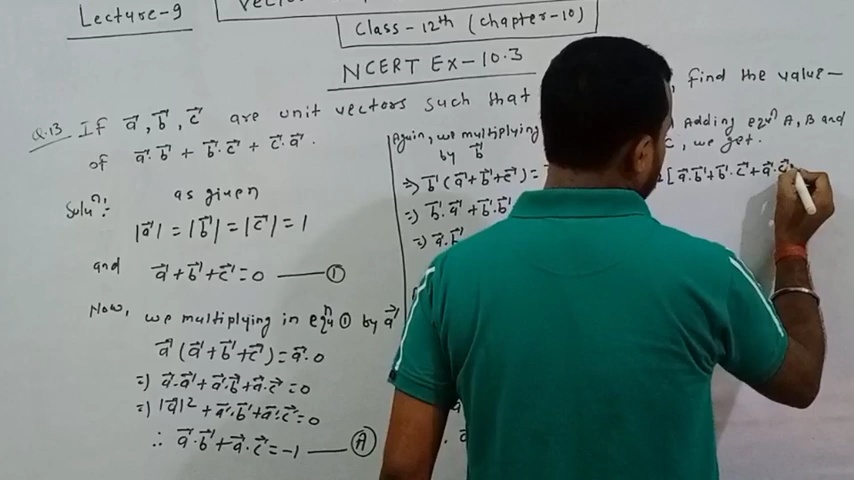 Lecture-9
Class-12th (Chapter-10)
NCERT Ex-10.3
Q.13 If a⃗, b⃗, c⃗ are unit vectors such that
, find the value-
of a⃗·b⃗ + b⃗·c⃗ + c⃗·a⃗.
Soluⁿ:- as given
|a⃗| = |b⃗| = |c⃗| = 1
and a⃗+b⃗+c⃗=0 —— ①
Now, we multiplying in eqⁿ ① by a⃗
a⃗(a⃗+b⃗+c⃗)=a⃗·0
=) a⃗·a⃗+a⃗·b⃗+a⃗·c⃗=0
=) |a⃗|²+a⃗·b⃗+a⃗·c⃗=0
∴ a⃗·b⃗+a⃗·c⃗=-1 —— Ⓐ
Again, we multiplying
by b⃗
=> b⃗(a⃗+b⃗+c⃗)=
=> b⃗·a⃗+b⃗·b⃗
=) a⃗·b⃗
Adding eqⁿ A, B and
C, we get.
[a⃗·b⃗+b⃗·c⃗+a⃗·c⃗